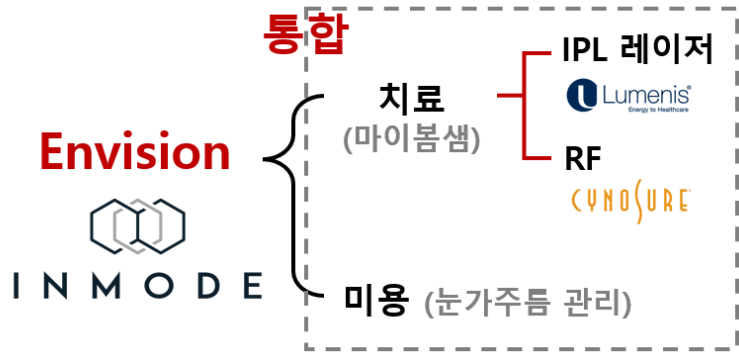 통합
IPL 레이저
치료
Lumenis®
Energy to Healthcare
(마이봄샘)
Envision
RF
CYNOSURE
INMODE
미용 (눈가주름 관리)